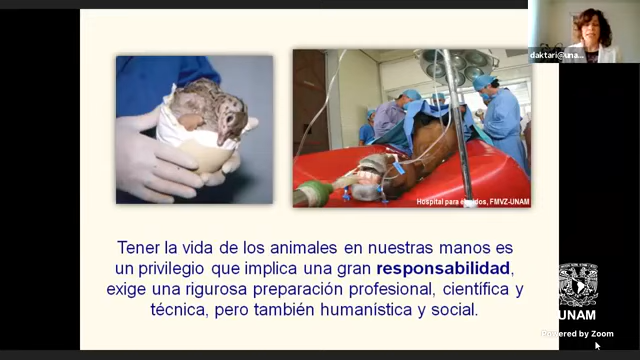 daktari@una...
Hospital para équidos, FMVZ-UNAM
Tener la vida de los animales en nuestras manos es
un privilegio que implica una gran responsabilidad,
exige una rigurosa preparación profesional, científica y
técnica, pero también humanística y social.
UNAM
Powered by Zoom